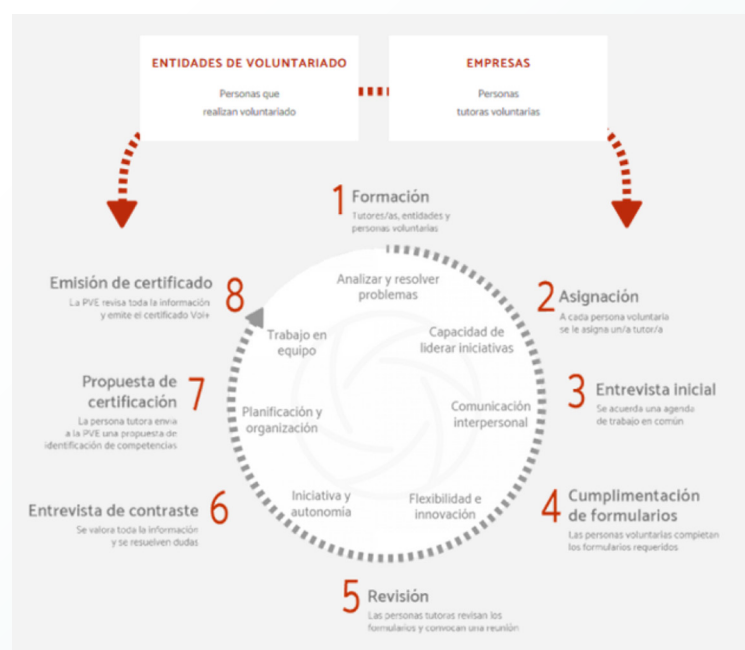 ENTIDADES DE VOLUNTARIADO
Personas que
realizan voluntariado
EMPRESAS
Personas
tutoras voluntarias
1 Formación
Tutores/as, entidades y
personas voluntarias
2 Asignación
A cada persona voluntaria
se le asigna un/a tutor/a
3 Entrevista inicial
Se acuerda una agenda
de trabajo en común
4 Cumplimentación
de formularios
Las personas voluntarias completan
los formularios requeridos
5 Revisión
Las personas tutoras revisan los
formularios y convocan una reunión
Entrevista de contraste 6
Se valora toda la información
y se resuelven dudas
Propuesta de
certificación 7
La persona tutora envia
a la PVE una propuesta de
identificación de competencias
Emisión de certificado 8
La PVE revisa toda la información
y emite el certificado Vol+
Analizar y resolver
problemas
Capacidad de
liderar iniciativas
Comunicación
interpersonal
Flexibilidad e
innovación
Iniciativa y
autonomía
Planificación y
organización
Trabajo en
equipo